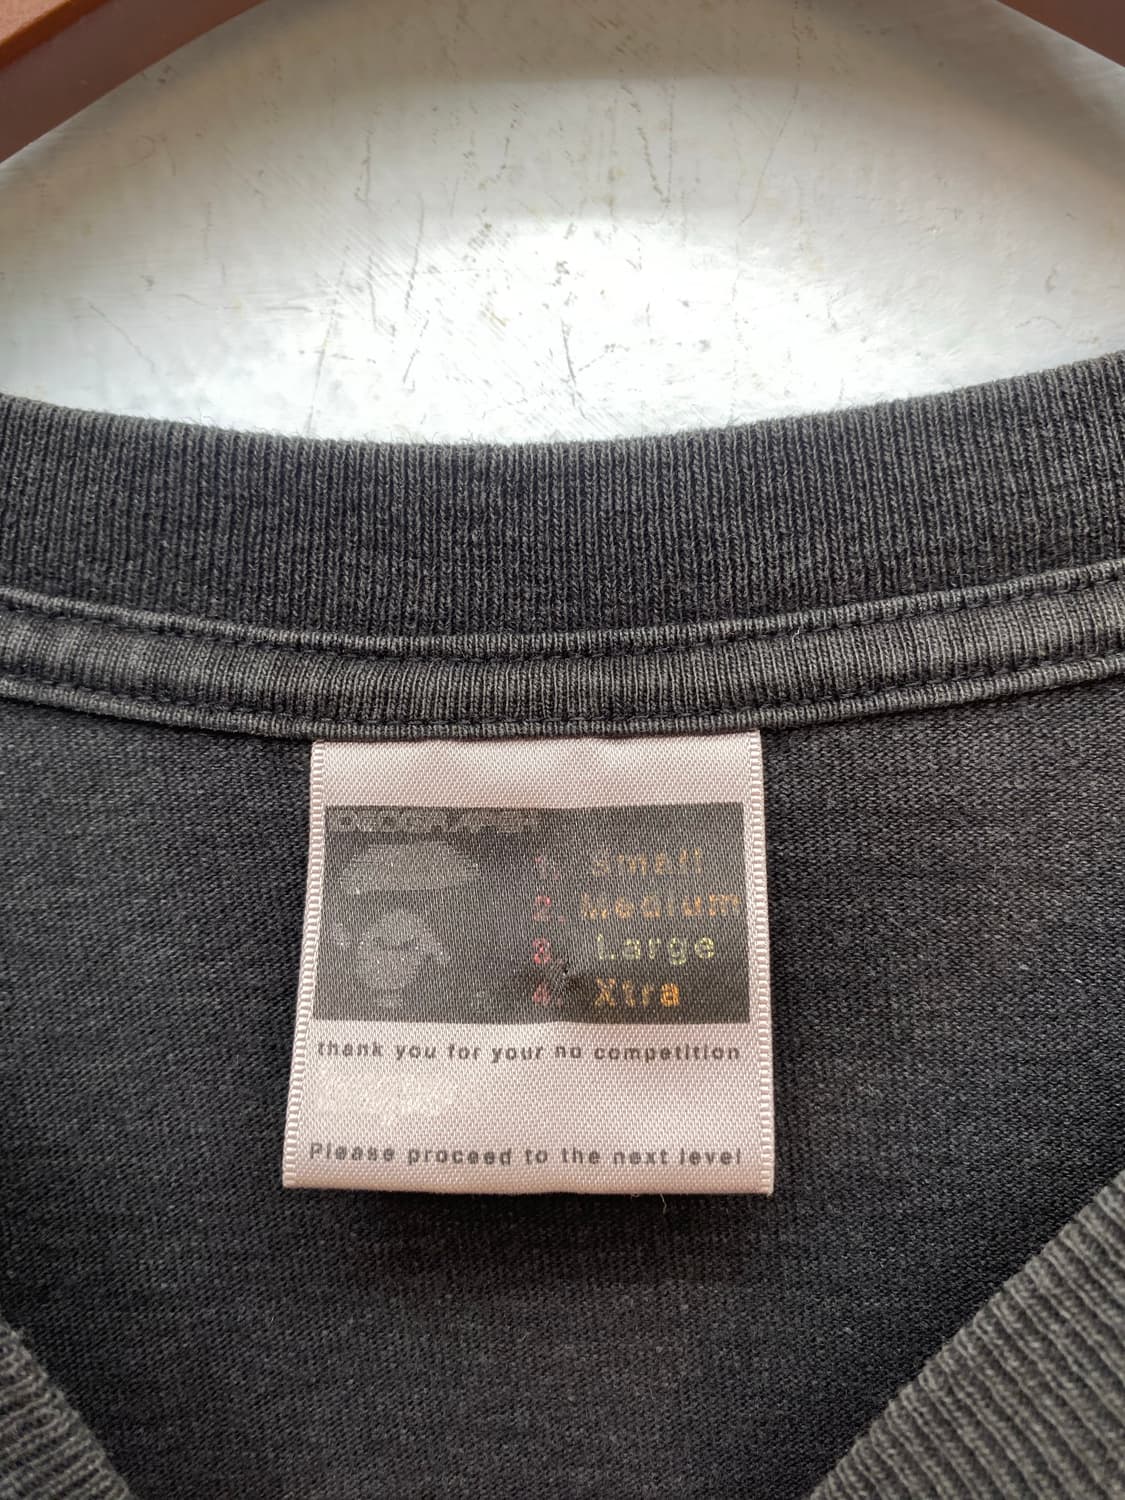 1. Small
2. Medium
3. Large
4. Xtra
thank you for your no competition
Please proceed to the next level